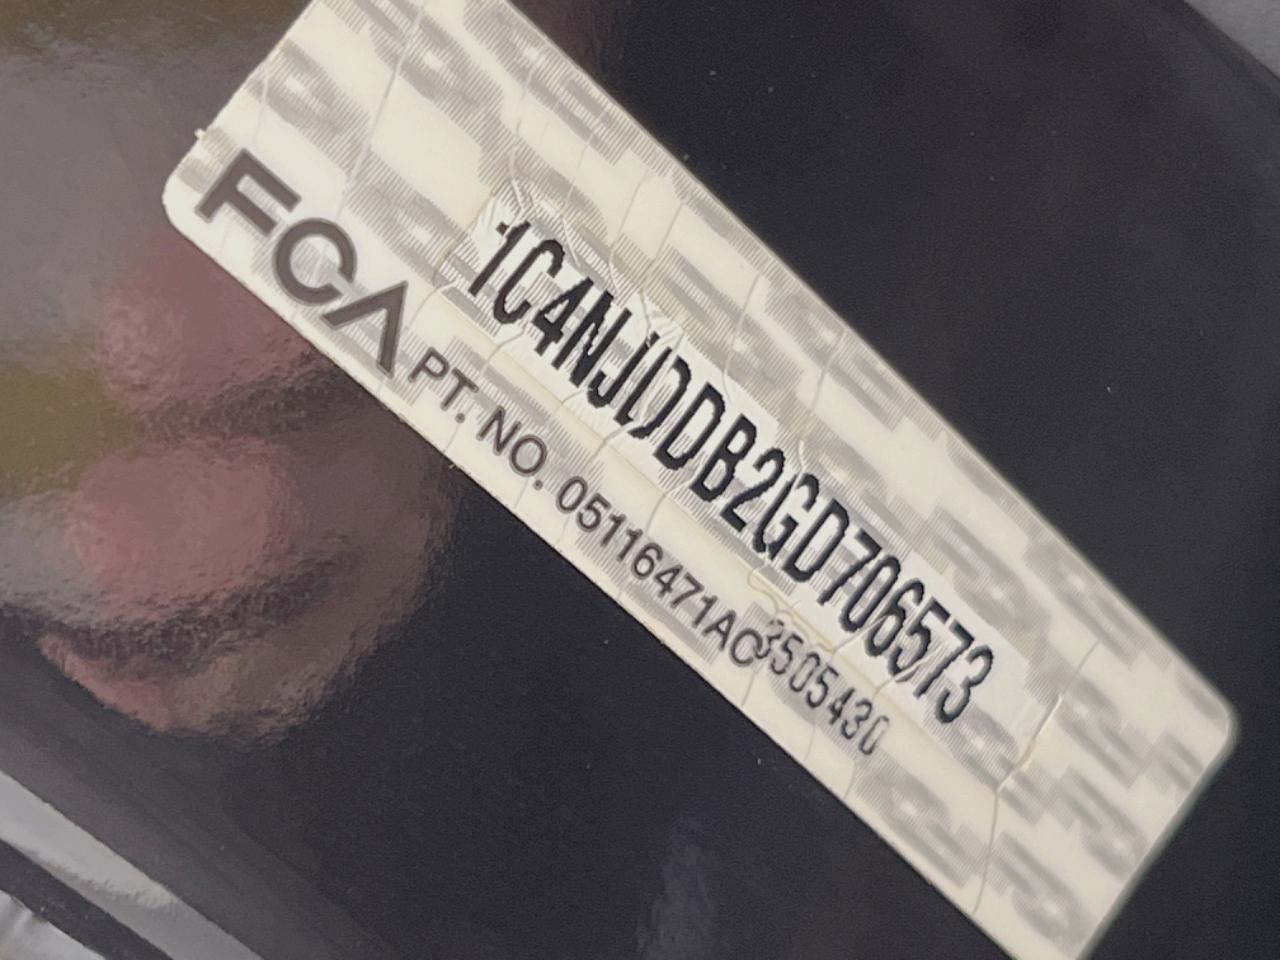 1C4NJDDB2GD706573
FCA PT. NO. 05116471AC
3505430